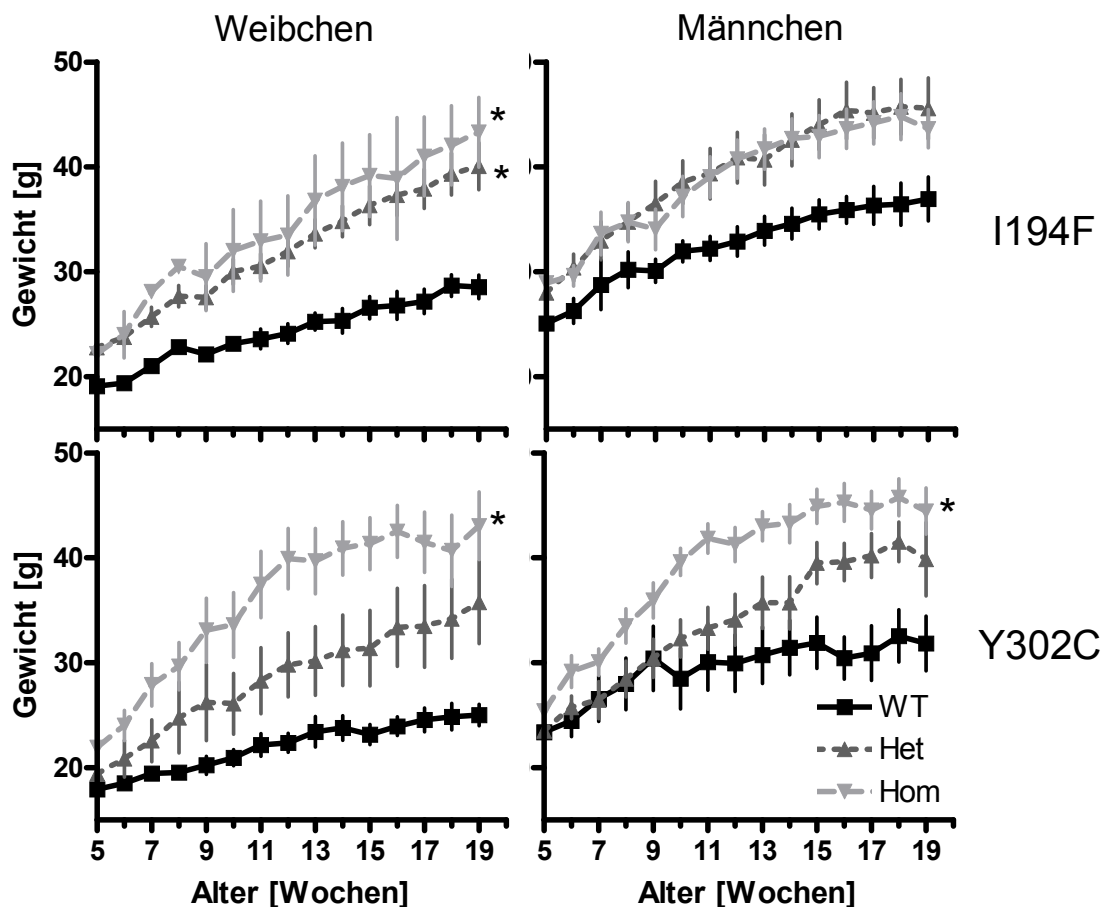 Weibchen
Männchen
50
40
30
20
Gewicht [g]
*
*
I194F
50
40
30
20
Gewicht [g]
*
*
Y302C
WT
Het
Hom
5 7 9 11 13 15 17 19
5 7 9 11 13 15 17 19
Alter [Wochen]
Alter [Wochen]